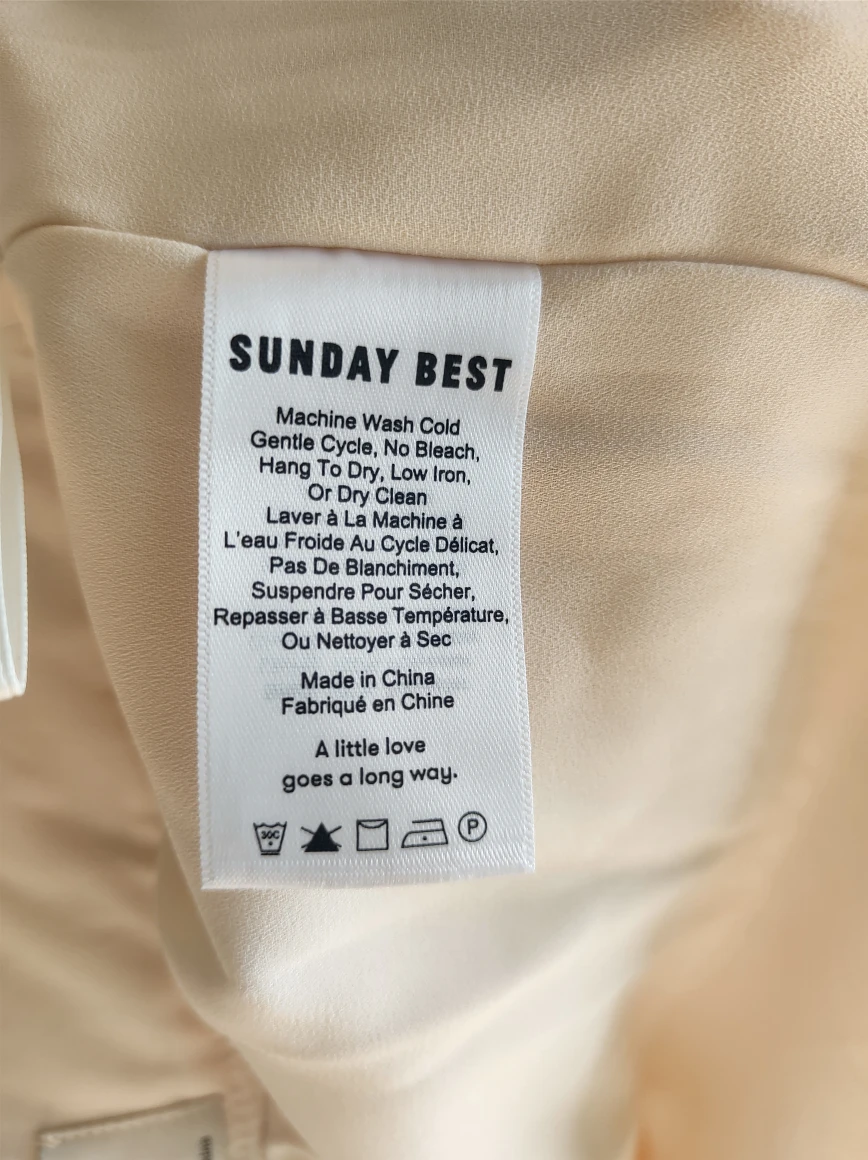 SUNDAY BEST
Machine Wash Cold
Gentle Cycle, No Bleach,
Hang To Dry, Low Iron,
Or Dry Clean
Laver à La Machine à
L'eau Froide Au Cycle Délicat,
Pas De Blanchiment,
Suspendre Pour Sécher,
Repasser à Basse Température,
Ou Nettoyer à Sec
Made in China
Fabriqué en Chine
A little love
goes a long way.
30C P